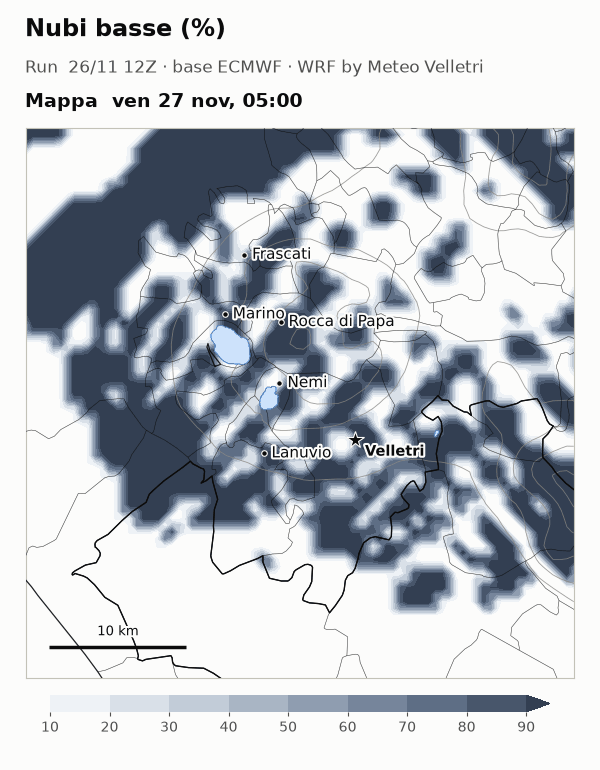 Nubi basse (%)
Run  26/11 12Z · base ECMWF · WRF by Meteo Velletri
Mappa  ven 27 nov, 05:00
Frascati
Marino
Rocca di Papa
Nemi
Velletri
Lanuvio
10 km
10 20 30 40 50 60 70 80 90